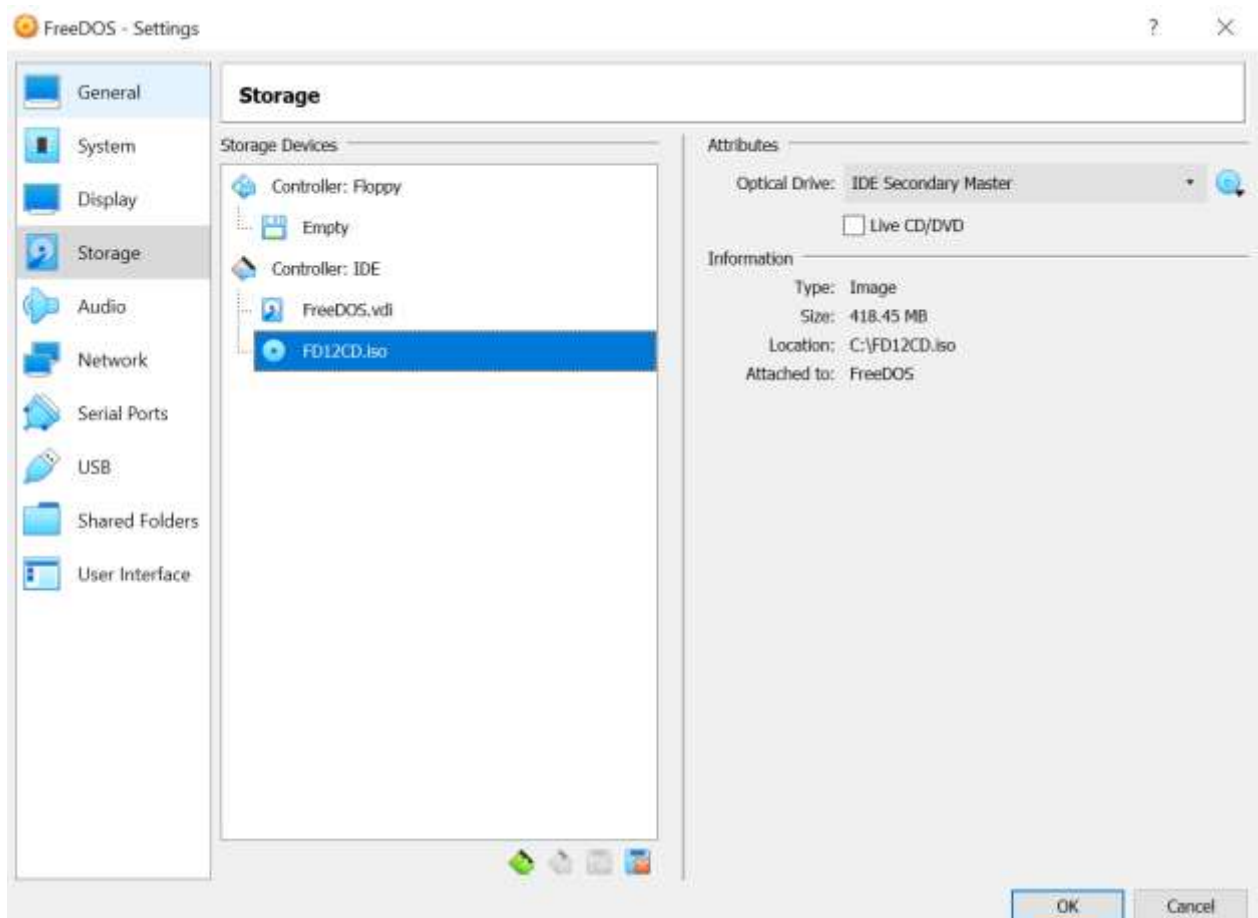 FreeDOS - Settings
?
General
System
Display
Storage
Audio
Network
Serial Ports
USB
Shared Folders
User Interface
Storage
Storage Devices
Controller: Floppy
Empty
Controller: IDE
FreeDOS.vdi
FD12CD.iso
Attributes
Optical Drive: IDE Secondary Master
Live CD/DVD
Information
Type: Image
Size: 418.45 MB
Location: C:\FD12CD.iso
Attached to: FreeDOS
OK Cancel